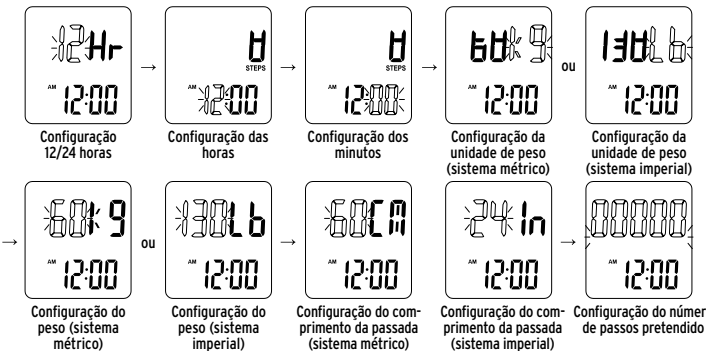 12Hr
AM 12:00
Configuração
12/24 horas
→
STEPS
AM 12:00
Configuração das
horas
→
STEPS
AM 12:00
Configuração dos
minutos
→
kg
AM 12:00
Configuração da
unidade de peso
(sistema métrico)
ou
Lb
AM 12:00
Configuração da
unidade de peso
(sistema imperial)
→
60kg
AM 12:00
Configuração do
peso (sistema
métrico)
ou
130Lb
AM 12:00
Configuração do
peso (sistema
imperial)
→
60CM
AM 12:00
Configuração do com-
primento da passada
(sistema métrico)
24In
AM 12:00
Configuração do com-
primento da passada
(sistema imperial)
→
00000
AM 12:00
Configuração do númer
de passos pretendido